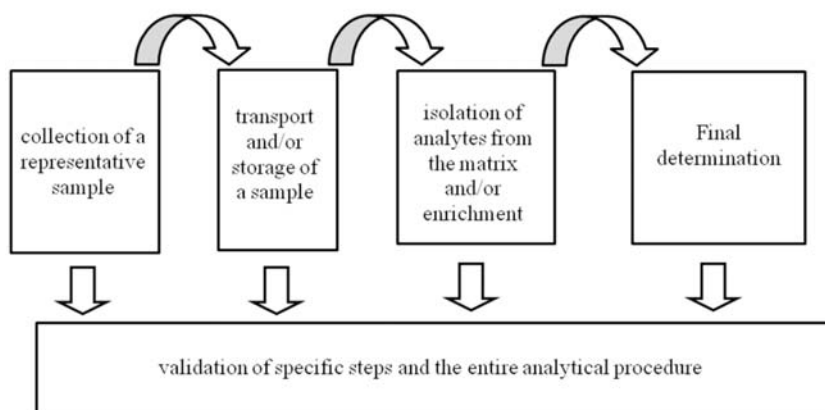 collection of a
representative
sample
transport
and/or
storage of
a sample
isolation of
analytes from
the matrix
and/or
enrichment
Final
determination
validation of specific steps and the entire analytical procedure